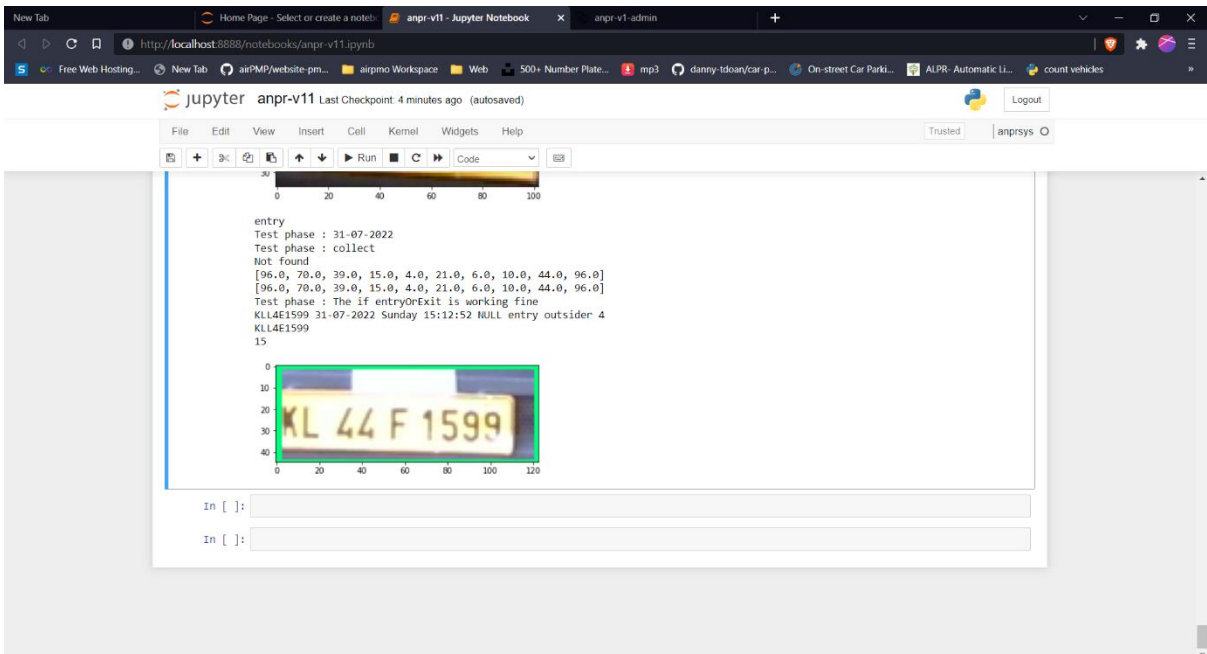 New Tab
Home Page - Select or create a noteb
anpr-v11 - Jupyter Notebook
anpr-v1-admin
http://localhost:8888/notebooks/anpr-v11.ipynb
Free Web Hosting...
New Tab
airPMP/website-pm...
airpmo Workspace
Web
500+ Number Plate...
mp3
danny-tdoan/car-p...
On-street Car Parki...
ALPR- Automatic Li...
count vehicles
»
jupyter anpr-v11 Last Checkpoint: 4 minutes ago (autosaved)
Logout
File Edit View Insert Cell Kernel Widgets Help
Trusted
anprsys
Run
Code
30
0 20 40 60 80 100
entry
Test phase : 31-07-2022
Test phase : collect
Not found
[96.0, 70.0, 39.0, 15.0, 4.0, 21.0, 6.0, 10.0, 44.0, 96.0]
[96.0, 70.0, 39.0, 15.0, 4.0, 21.0, 6.0, 10.0, 44.0, 96.0]
Test phase : The if entryOrExit is working fine
KLL4E1599 31-07-2022 Sunday 15:12:52 NULL entry outsider 4
KLL4E1599
15
0
10
20
30
40
KL 44 F 1599
0 20 40 60 80 100 120
In [ ]:
In [ ]: